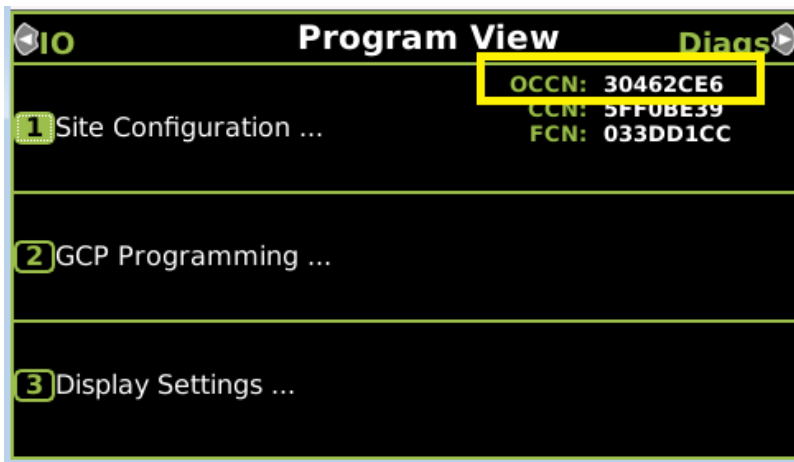 IO Program View Diags
OCCN: 30462CE6
CCN: 5FF0BE39
1 Site Configuration ...
FCN: 033DD1CC
2 GCP Programming ...
3 Display Settings ...